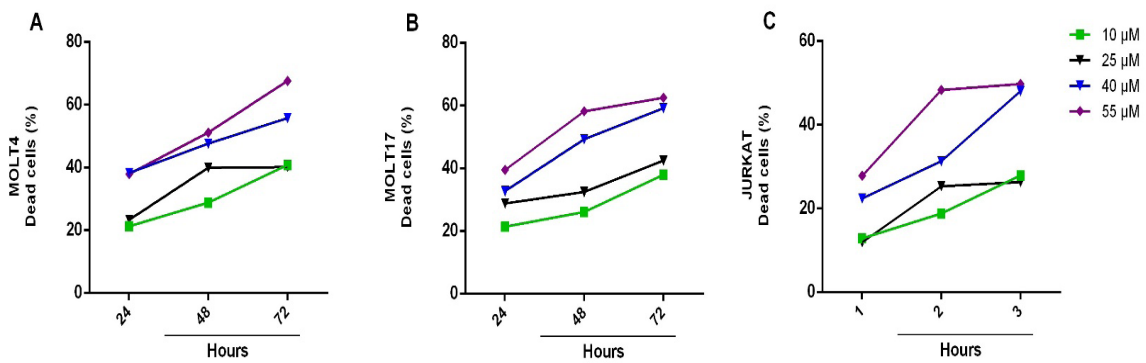 A
MOLT4
Dead cells (%)
80
60
40
20
0
24
48
72
Hours
B
MOLT17
Dead cells (%)
80
60
40
20
0
24
48
72
Hours
C
JURKAT
Dead cells (%)
60
40
20
0
1
2
3
Hours
10 µM
25 µM
40 µM
55 µM